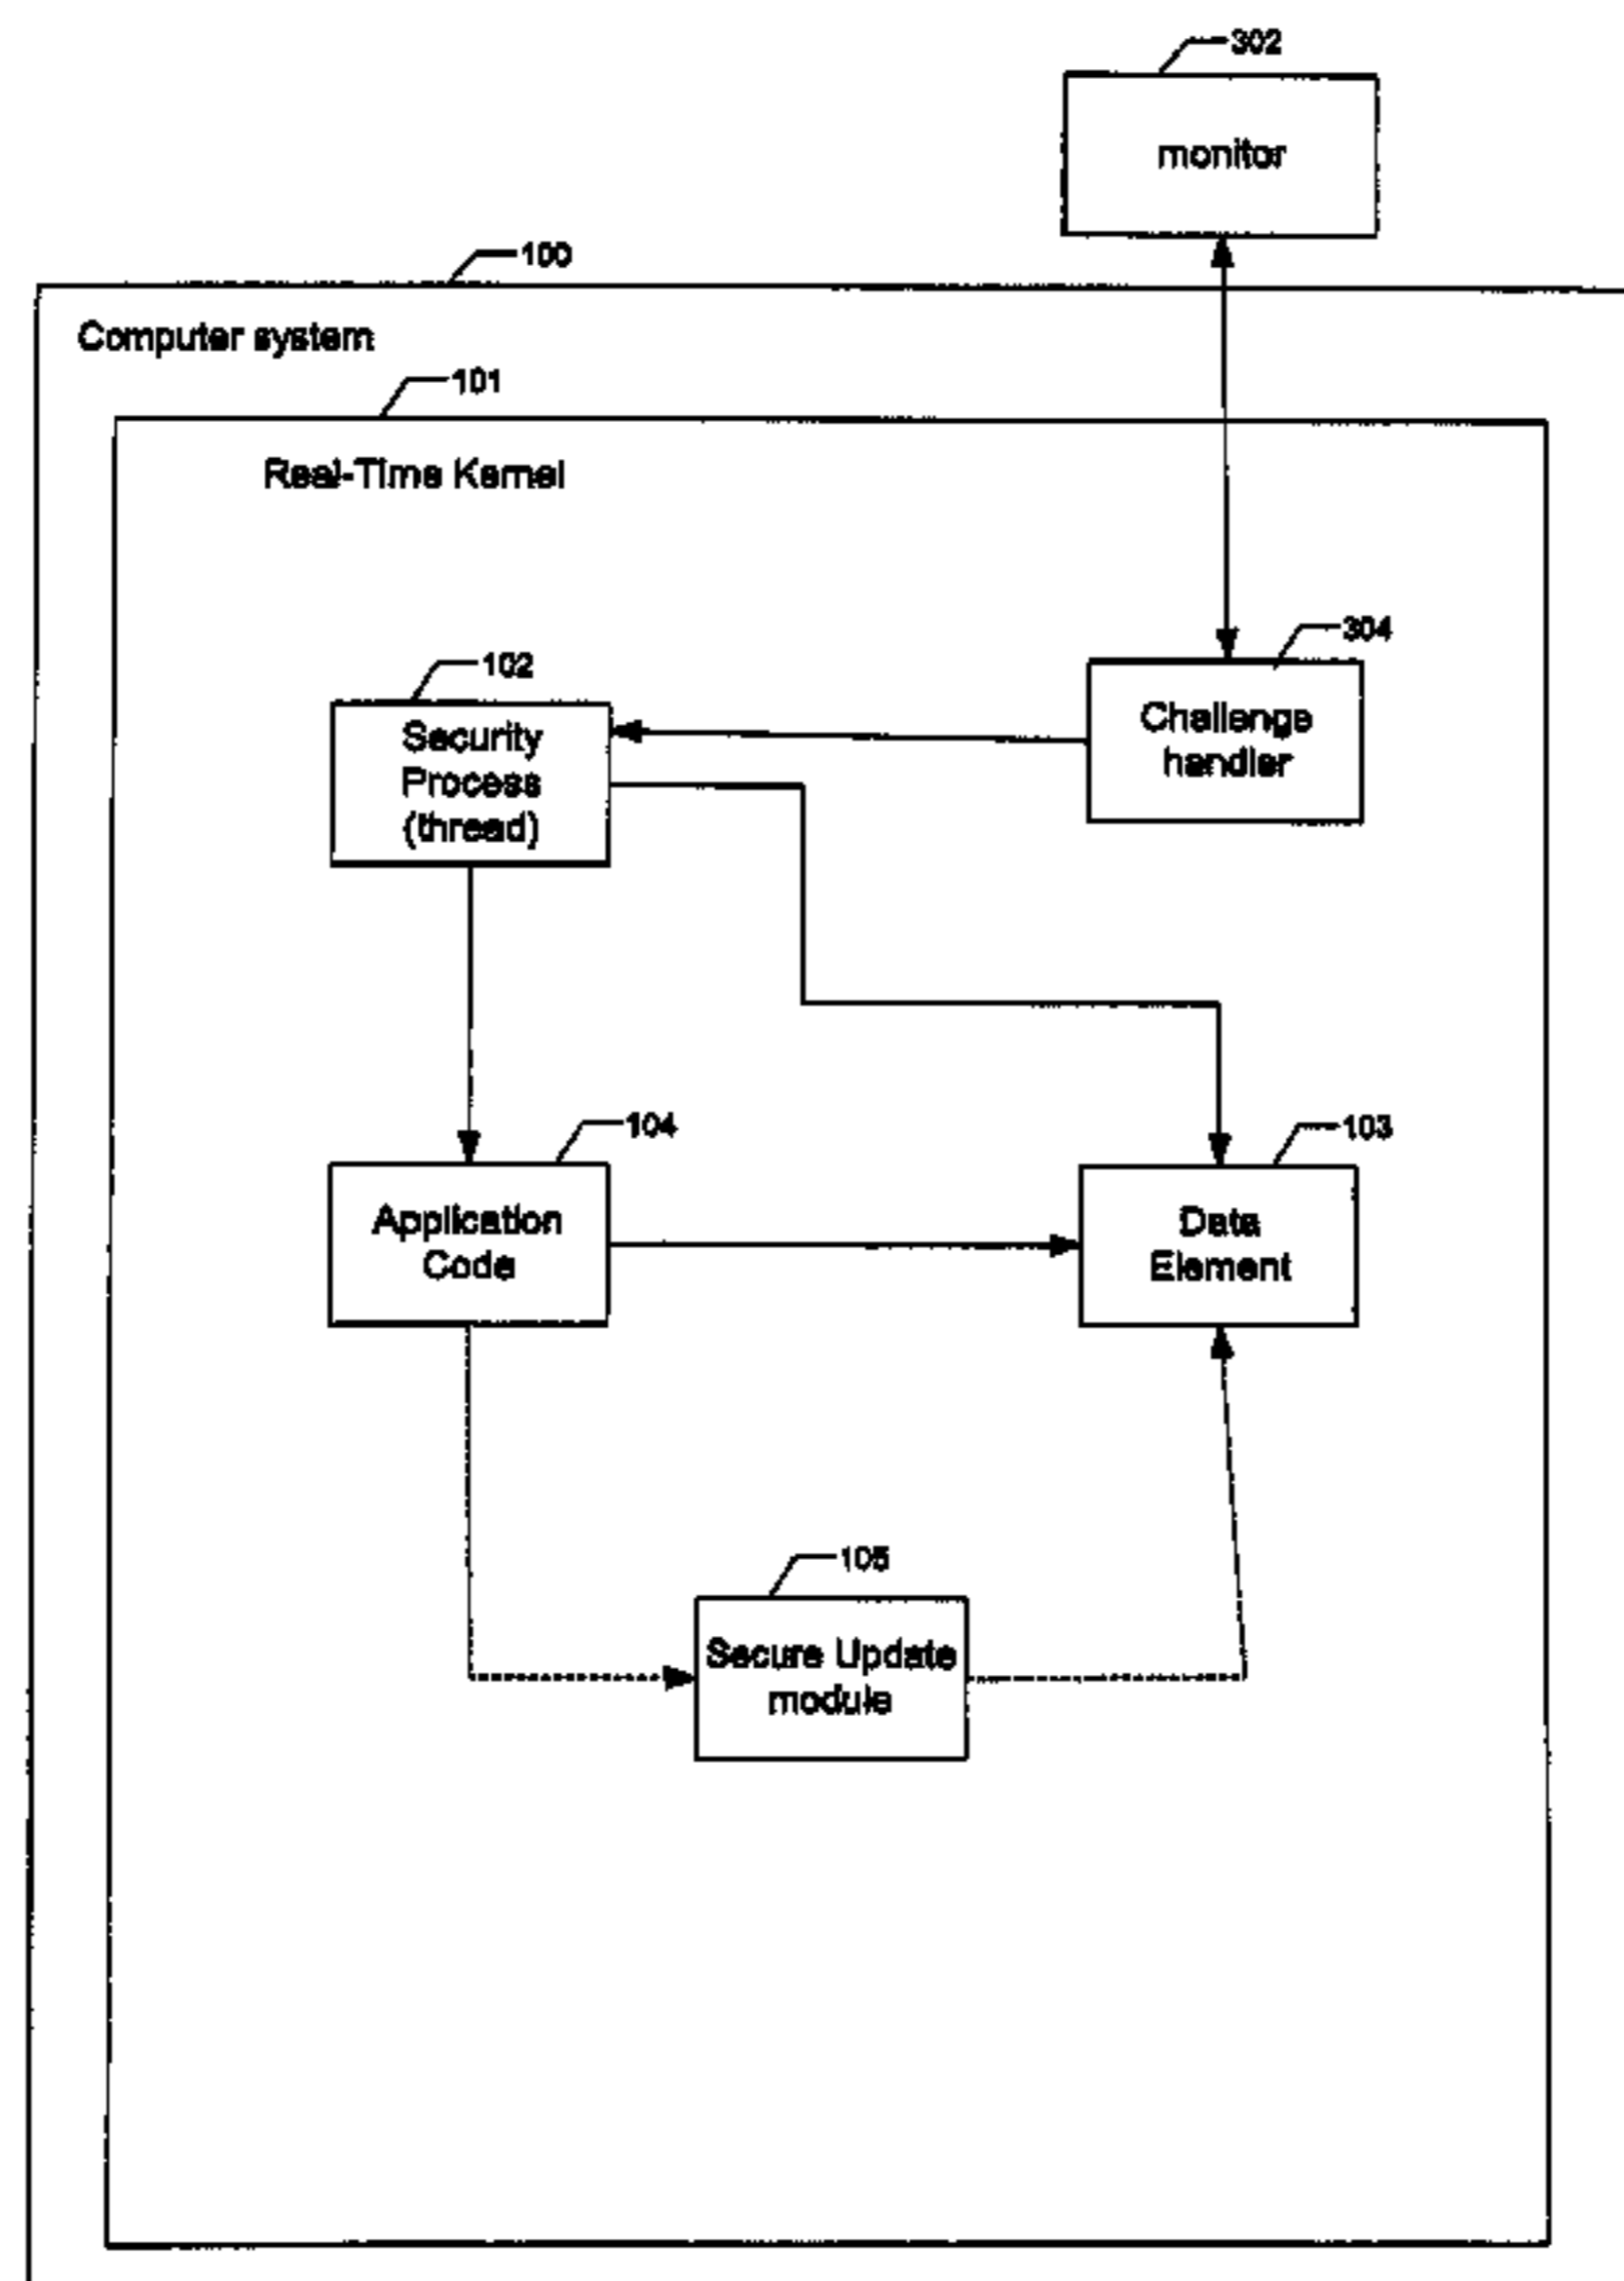 302
monitor
100
Computer system
101
Real-Time Kernel
304
102
Challenge
handler
Security
Process
(thread)
104
103
Application
Code
Data
Element
105
Secure Update
module